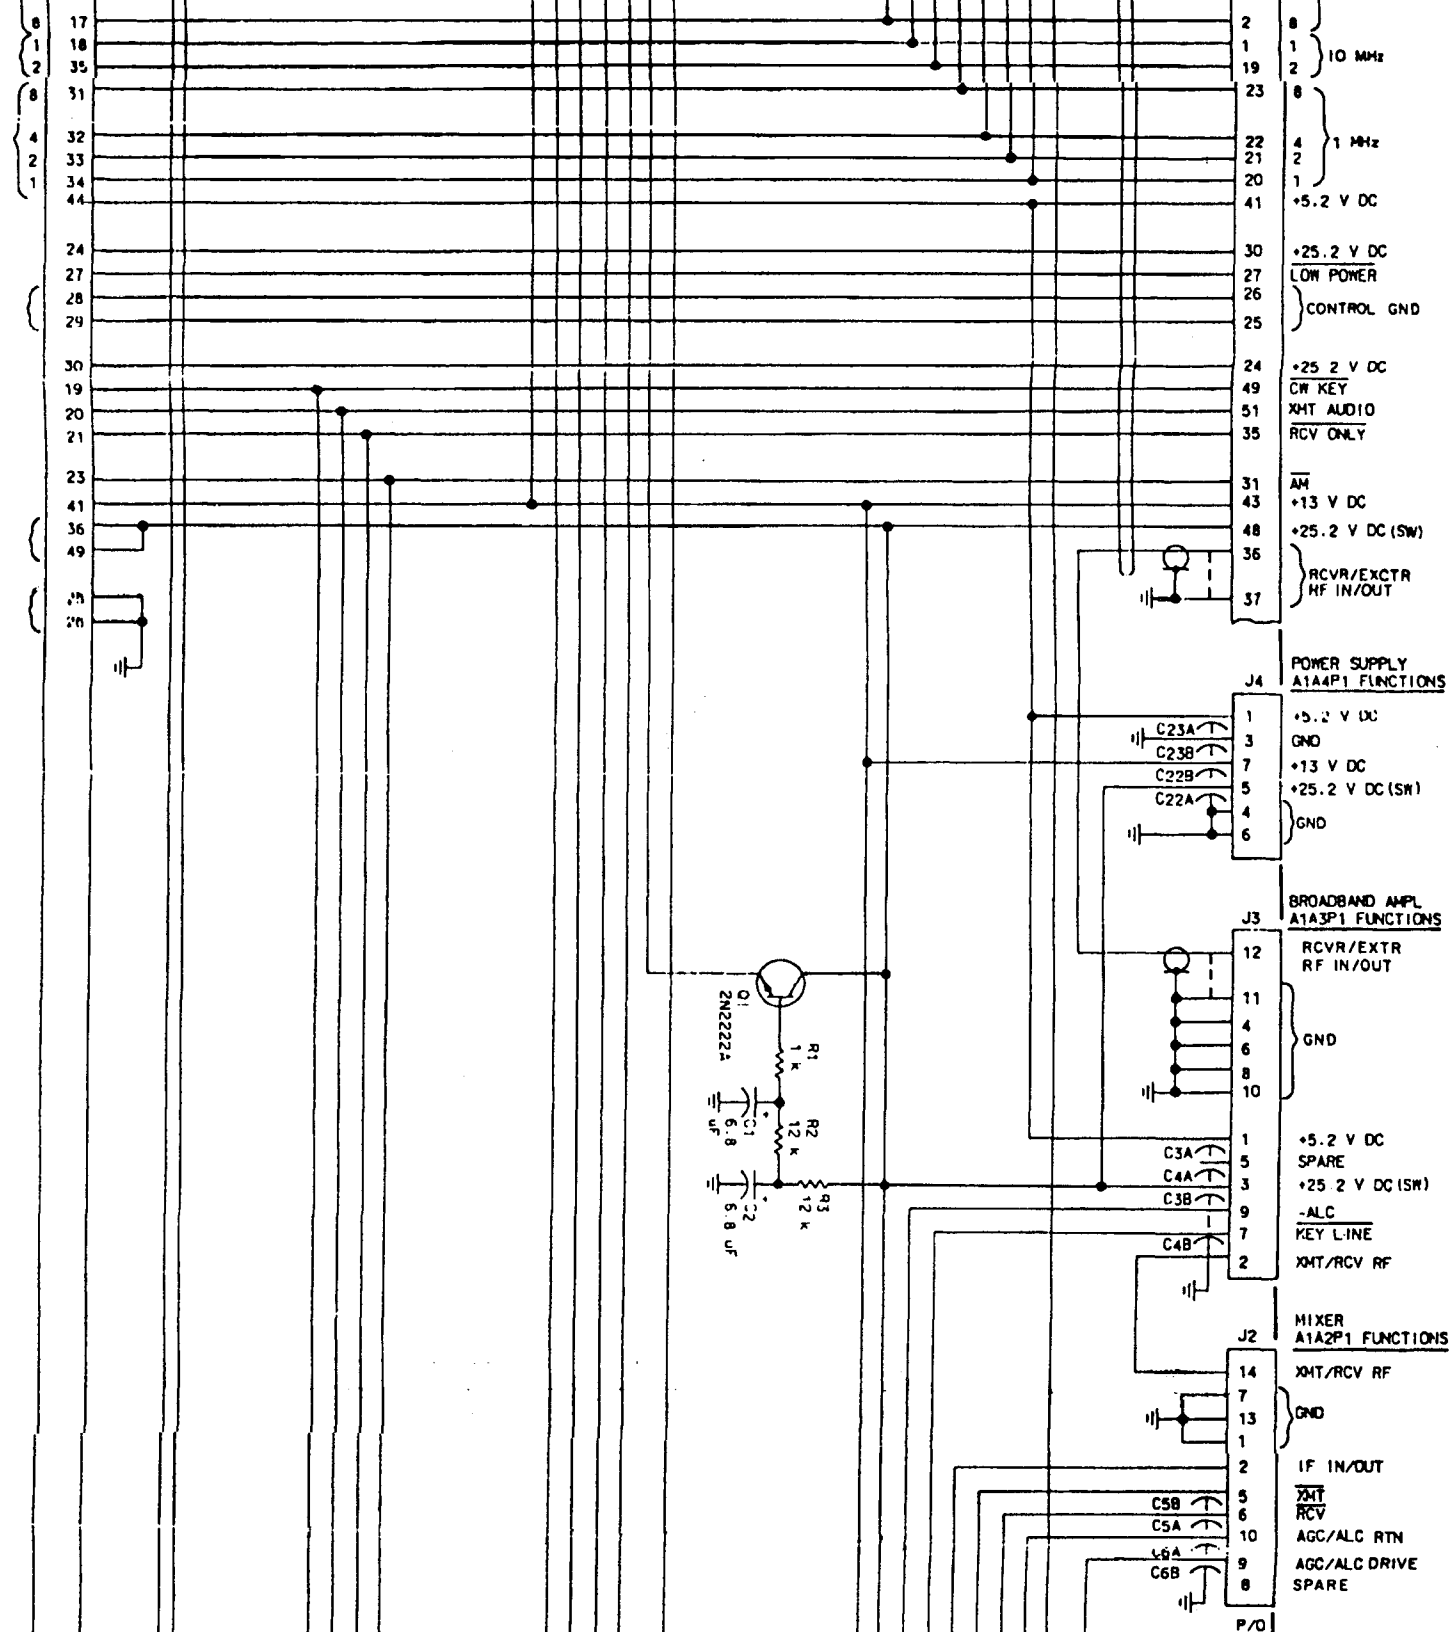 8 17 2 8
1 18 1 1
2 35 19 2
10 MHz
8 31 23 8
4 32 22 4
2 33 21 2
1 34 20 1
1 MHz
44 41 +5.2 V DC
24 30 +25.2 V DC
27 27 LOW POWER
28 26
29 25
CONTROL GND
30 24 +25 2 V DC
19 49 CW KEY
20 51 XMT AUDIO
21 35 RCV ONLY
23 31 AM
41 43 +13 V DC
36 48 +25.2 V DC(SW)
49 36
RCVR/EXCTR
RF IN/OUT
37
26
POWER SUPPLY
J4 A1A4P1 FUNCTIONS
1 +5.2 V DC
C23A
3 GND
C23B
7 +13 V DC
C22B
5 +25.2 V DC(SW)
C22A
4
GND
6
BROADBAND AMPL
J3 A1A3P1 FUNCTIONS
12 RCVR/EXTR
RF IN/OUT
11
4
6
8
10
GND
Q1
2N2222A
R1
1 k
R2
12 k
C1
6.8
uF
R3
12 k
C2
6.8 uF
1 +5.2 V DC
C3A
5 SPARE
C4A
3 +25 2 V DC(SW)
C3B
9 -ALC
7 KEY LINE
C4B
2 XMT/RCV RF
MIXER
J2 A1A2P1 FUNCTIONS
14 XMT/RCV RF
7
13
1
GND
2 IF IN/OUT
5 XMT
C5B
6 RCV
C5A
10 AGC/ALC RTN
C6A
9 AGC/ALC DRIVE
C6B
8 SPARE
P/O